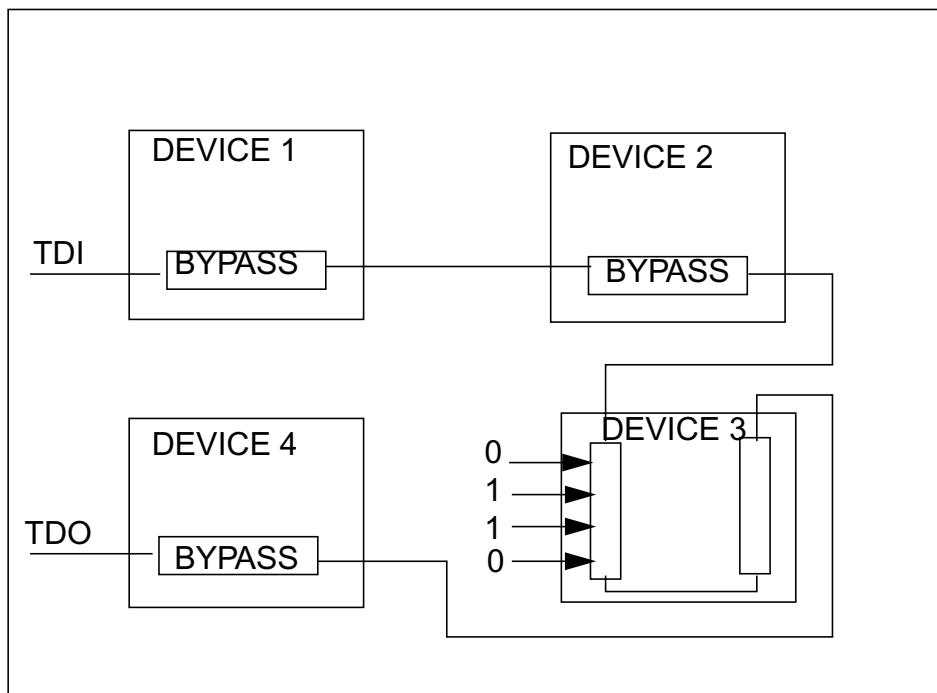 DEVICE 1
DEVICE 2
TDI
BYPASS
BYPASS
DEVICE 4
DEVICE 3
0
1
1
0
TDO
BYPASS